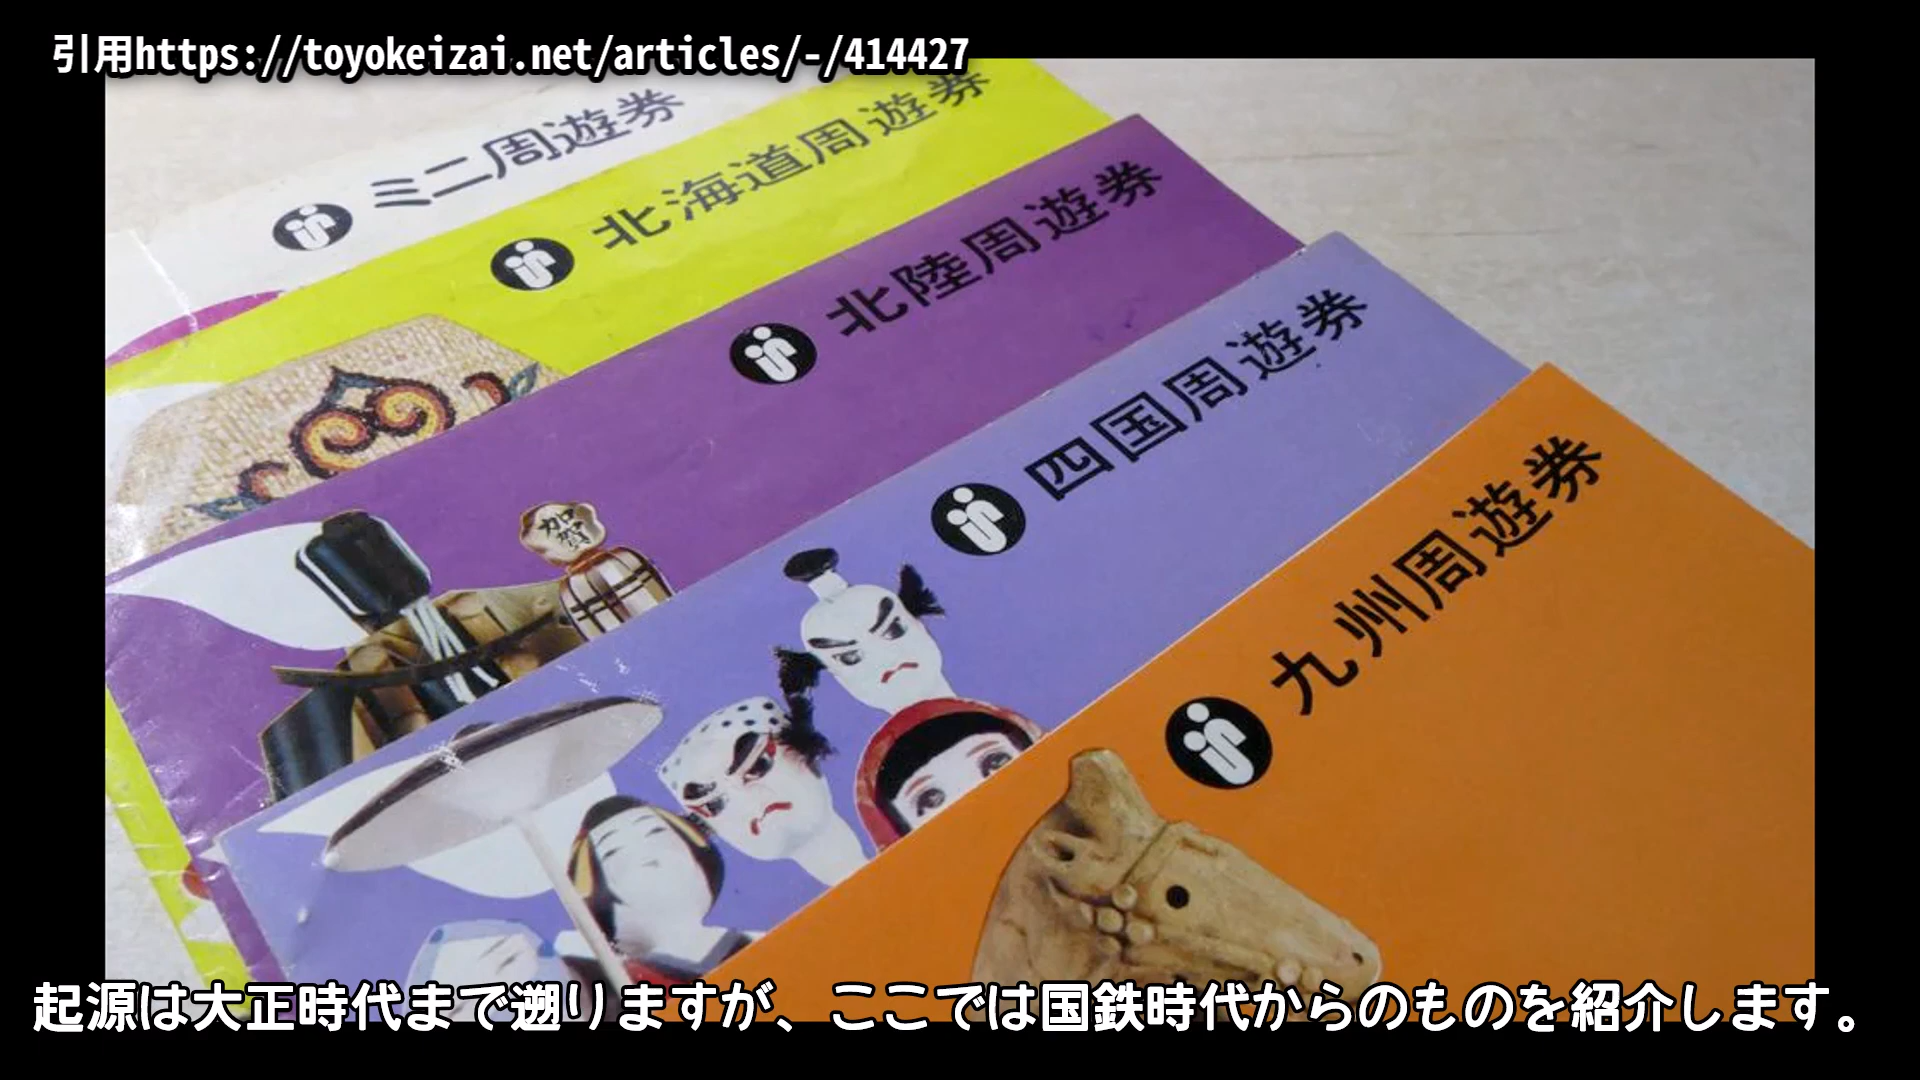 引用https://toyokeizai.net/articles/-/414427
ミニ周遊券
北海道周遊券
北陸周遊券
加賀
四国周遊券
九州周遊券
起源は大正時代まで遡りますが、ここでは国鉄時代からのものを紹介します。